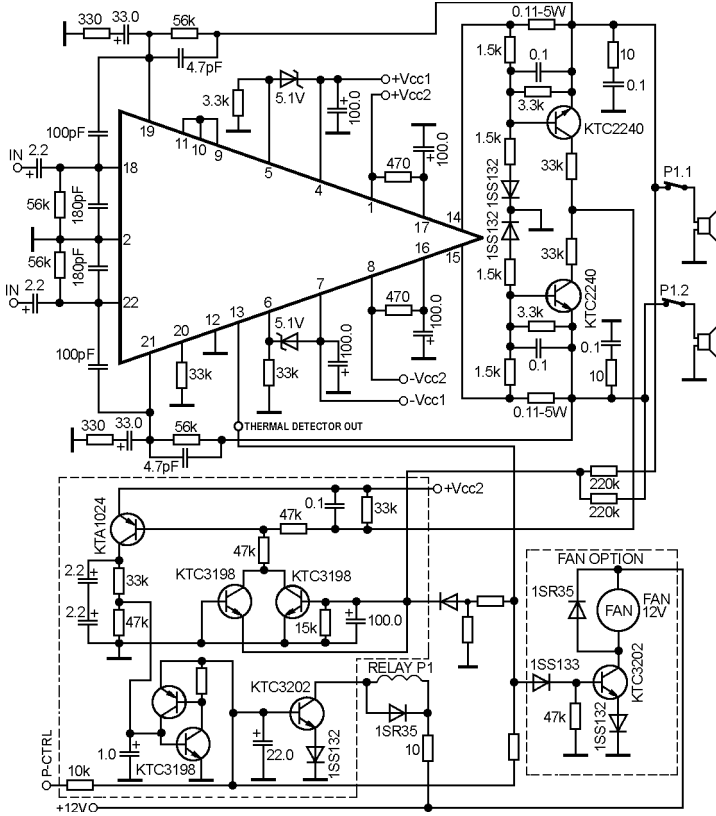 330
33.0
+
56k
4.7pF
0.11-5W
1.5k
0.1
3.3k
10
0.1
KTC2240
+Vcc1
+Vcc2
5.1V
3.3k
100.0
+
100.0
+
100pF
19
11
10
9
5
4
1
470
17
14
1.5k
1SS132
33k
P1.1
IN
2.2
+
18
56k
180pF
2
56k
180pF
IN
2.2
+
22
1SS132
33k
1.5k
KTC2240
P1.2
15
16
8
7
6
13
12
20
21
470
100.0
+
5.1V
100.0
+
33k
33k
100pF
-Vcc2
-Vcc1
3.3k
0.1
1.5k
0.11-5W
0.1
10
330
33.0
+
56k
4.7pF
THERMAL DETECTOR OUT
220k
220k
+Vcc2
KTA1024
47k
0.1
33k
47k
KTC3198
KTC3198
2.2
+
33k
2.2
+
47k
15k
+
100.0
FAN OPTION
1SR35
FAN
FAN
12V
KTC3202
1SS133
47k
1SS132
RELAY P1
1SR35
10
KTC3202
1SS132
+
22.0
KTC3198
1.0
+
P-CTRL
10k
+12V